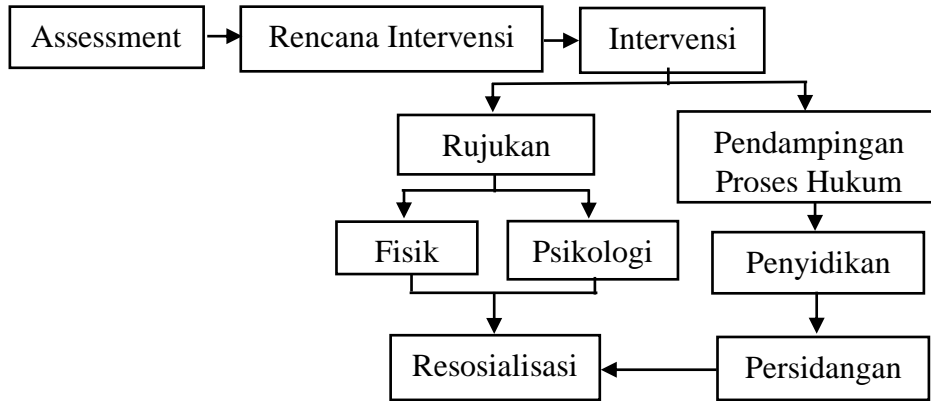 Assessment
Rencana Intervensi
Intervensi
Rujukan
Pendampingan
Proses Hukum
Fisik
Psikologi
Penyidikan
Resosialisasi
Persidangan